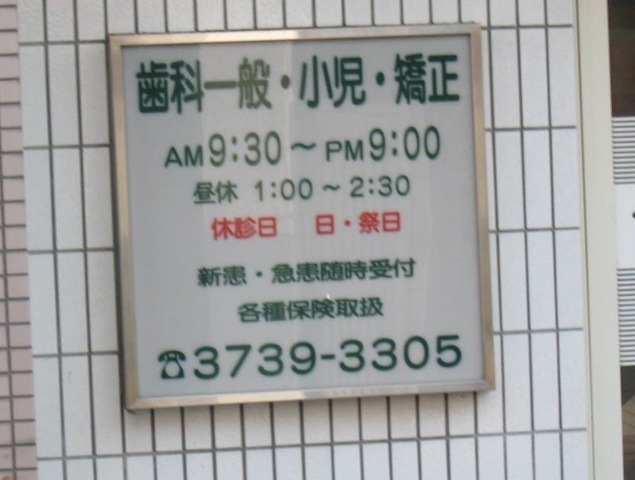 歯科一般・小児・矯正
AM9:30～PM9:00
昼休 1:00～2:30
休診日 日・祭日
新患・急患随時受付
各種保険取扱
☎3739-3305